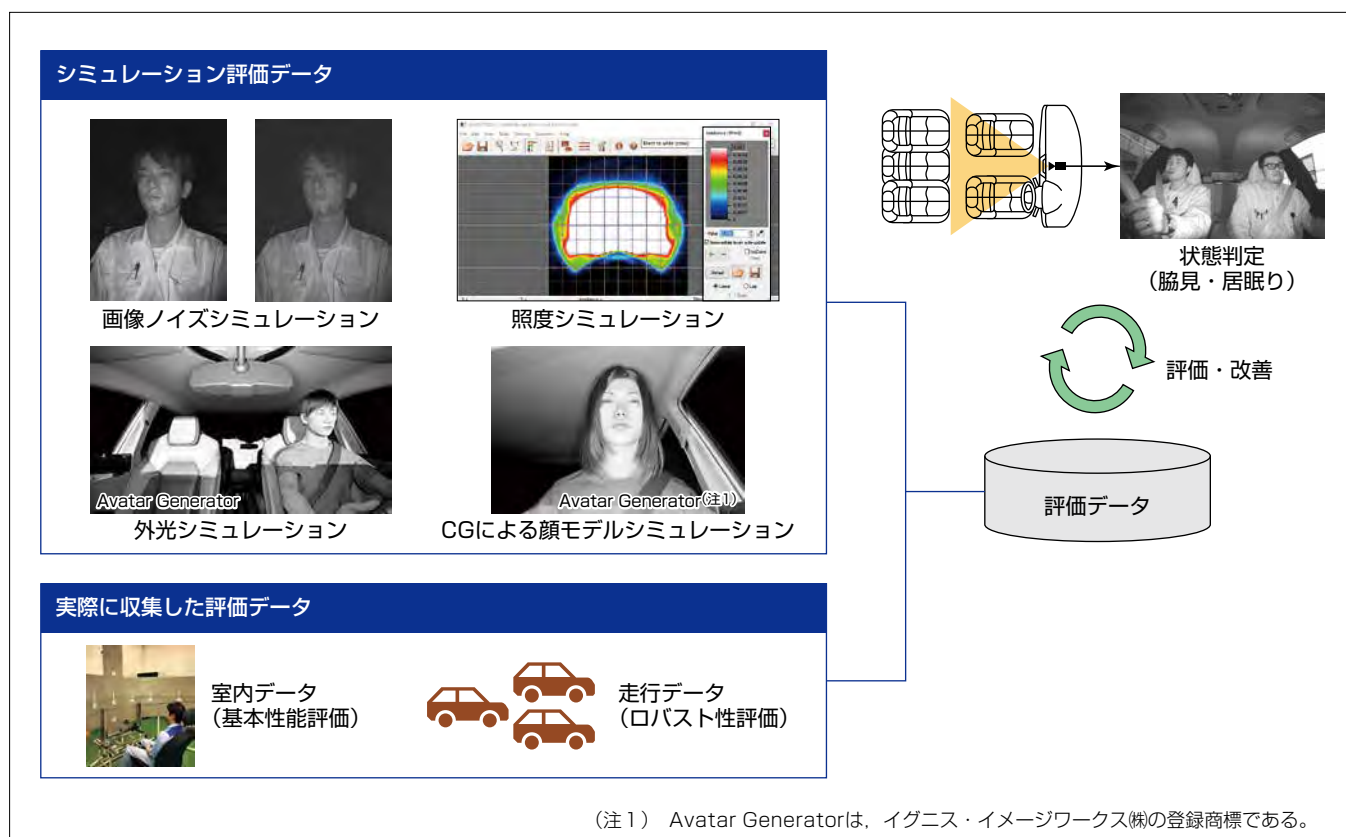 シミュレーション評価データ
画像ノイズシミュレーション
照度シミュレーション
Avatar Generator
外光シミュレーション
Avatar Generator(注1)
CGによる顔モデルシミュレーション
状態判定
（脇見・居眠り）
評価・改善
評価データ
実際に収集した評価データ
室内データ
（基本性能評価）
走行データ
（ロバスト性評価）
（注1） Avatar Generatorは，イグニス・イメージワークス㈱の登録商標である。